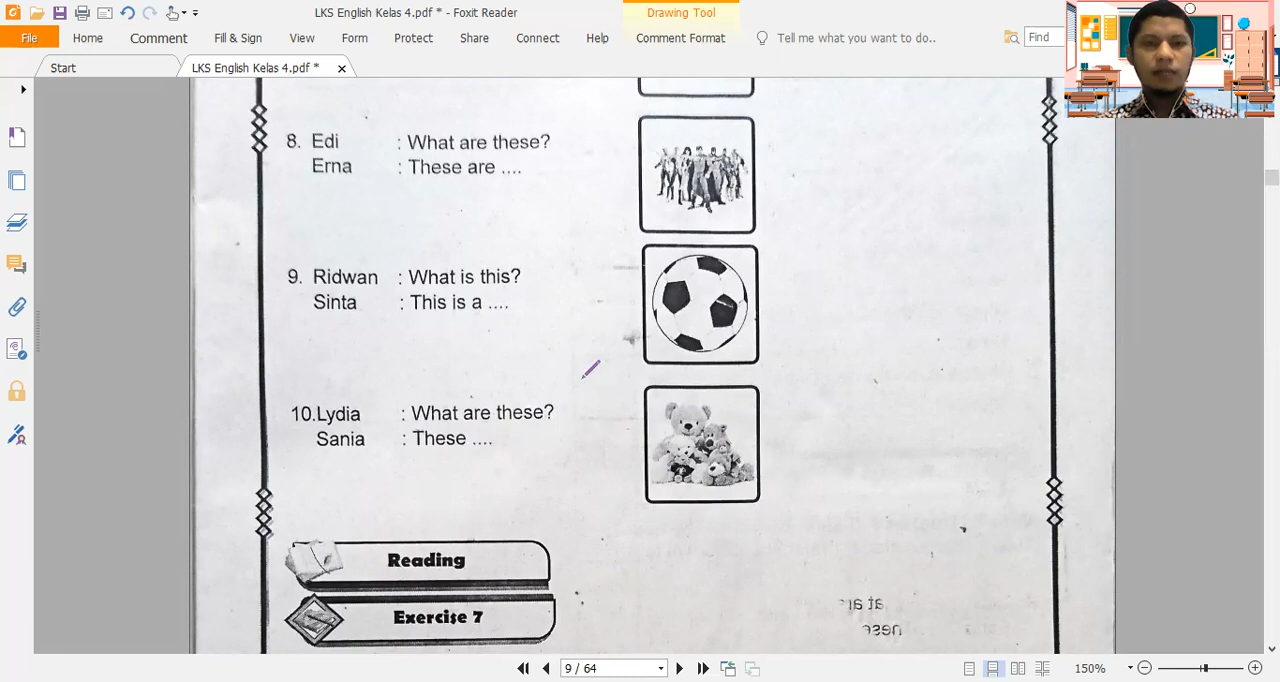 LKS English Kelas 4.pdf * - Foxit Reader
Drawing Tool
File Home Comment Fill & Sign View Form Protect Share Connect Help Comment Format Tell me what you want to do.. Find
Start
LKS English Kelas 4.pdf *
8. Edi : What are these?
Erna : These are ....
9. Ridwan : What is this?
Sinta : This is a ....
10.Lydia : What are these?
Sania : These ....
Reading
Exercise 7
9 / 64
150%